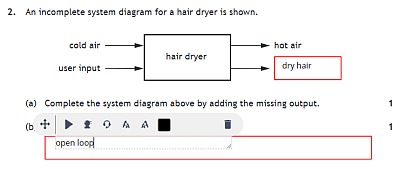 2. An incomplete system diagram for a hair dryer is shown.
cold air
hot air
hair dryer
user input
dry hair
(a) Complete the system diagram above by adding the missing output. 1
(b 1
open loop